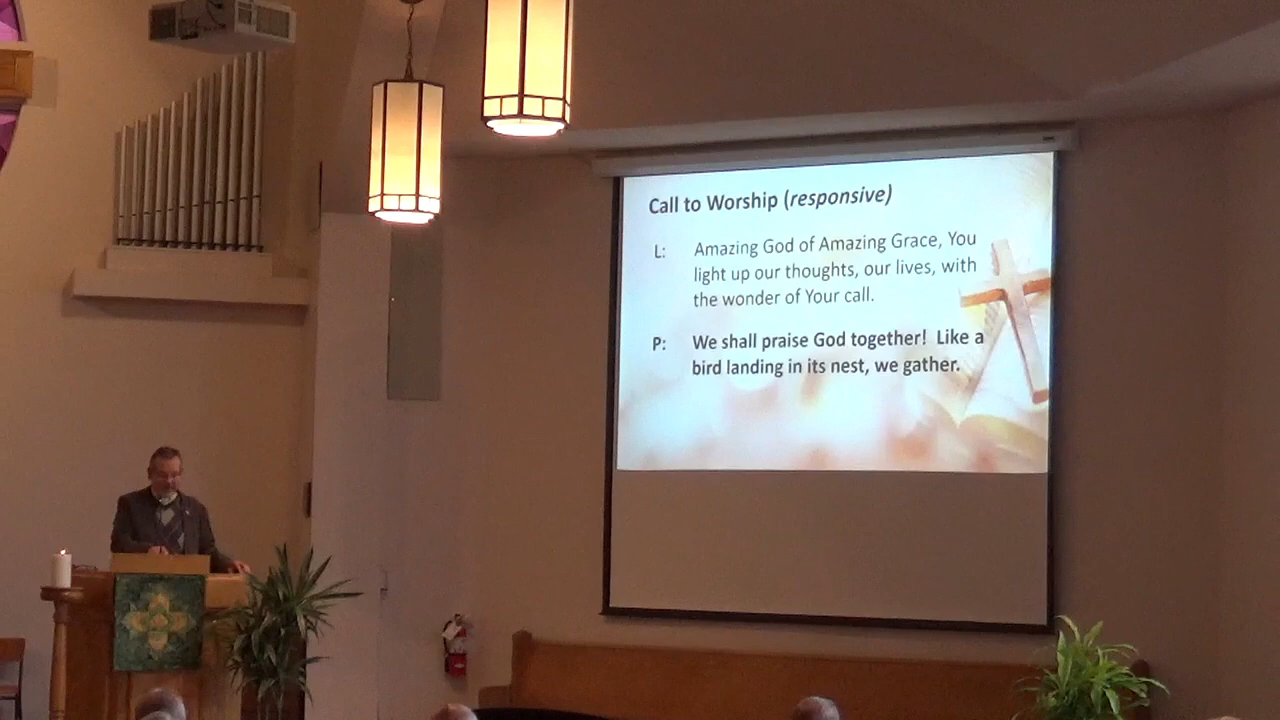 Call to Worship (responsive)
L: Amazing God of Amazing Grace, You
light up our thoughts, our lives, with
the wonder of Your call.
P: We shall praise God together! Like a
bird landing in its nest, we gather.